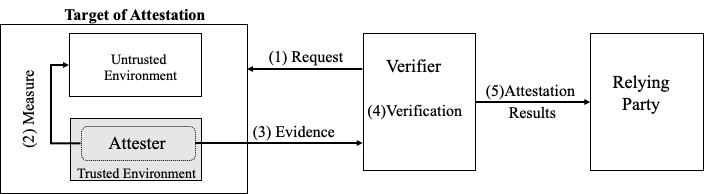 Target of Attestation
Untrusted
Environment
(2) Measure
Attester
Trusted Environment
(1) Request
(3) Evidence
Verifier
(4)Verification
(5)Attestation
Results
Relying
Party